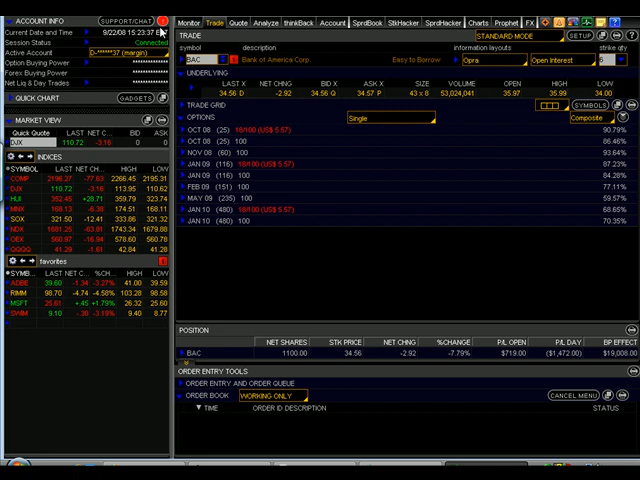 ACCOUNT INFO SUPPORT/CHAT
Current Date and Time 9/22/08 15:23:37
Session Status Connected
Active Account D-******37 (margin)
Option Buying Power ***********
Forex Buying Power ***********
Net Liq & Day Trades ***********
QUICK CHART GADGETS
MARKET VIEW
Quick Quote LAST NET C... BID ASK
DJX 110.72 -3.16 0 0
INDICES
SYMBOL LAST NET C... HIGH LOW
COMP 2196.27 -77.63 2266.45 2195.31
DJX 110.72 -3.16 113.95 110.62
HUI 352.45 +28.71 359.79 323.74
MNX 168.13 -6.38 174.51 168.11
SOX 321.50 -12.41 333.86 321.32
NDX 1681.25 -63.81 1743.34 1679.88
OEX 560.97 -16.94 578.60 560.78
QQQQ 41.29 -1.61 42.84 41.28
favorites
SYMB... LAST NET C... %CH... HIGH LOW
ADBE 39.60 -1.34 -3.27% 41.00 39.59
RIMM 98.70 -4.74 -4.58% 103.28 98.58
MSFT 25.61 +.45 +1.79% 26.32 25.60
SWIM 9.10 -.30 -3.19% 9.40 8.77
Monitor Trade Quote Analyze thinkBack Account SprdBook StkHacker SprdHacker Charts Prophet FX
TRADE STANDARD MODE SETUP
symbol description information layouts strike qty
BAC Bank of America Corp. Easy to Borrow Opra Open Interest 8
UNDERLYING
LAST X NET CHNG BID X ASK X SIZE VOLUME OPEN HIGH LOW
34.56 D -2.92 34.56 Q 34.57 P 43 x 8 53,024,041 35.97 35.99 34.00
TRADE GRID SYMBOLS
OPTIONS Single Composite
OCT 08 (25) 18/100 (US$ 5.57) 90.79%
OCT 08 (25) 100 86.46%
NOV 08 (60) 100 93.64%
JAN 09 (116) 18/100 (US$ 5.57) 87.23%
JAN 09 (116) 100 84.28%
FEB 09 (151) 100 77.11%
MAY 09 (235) 100 59.57%
JAN 10 (480) 18/100 (US$ 5.57) 68.65%
JAN 10 (480) 100 70.35%
POSITION
NET SHARES STK PRICE NET CHNG %CHANGE P/L OPEN P/L DAY BP EFFECT
BAC 1100.00 34.56 -2.92 -7.79% $719.00 ($1,472.00) $19,008.00
ORDER ENTRY TOOLS
ORDER ENTRY AND ORDER QUEUE
ORDER BOOK WORKING ONLY CANCEL MENU
TIME ORDER ID DESCRIPTION STATUS